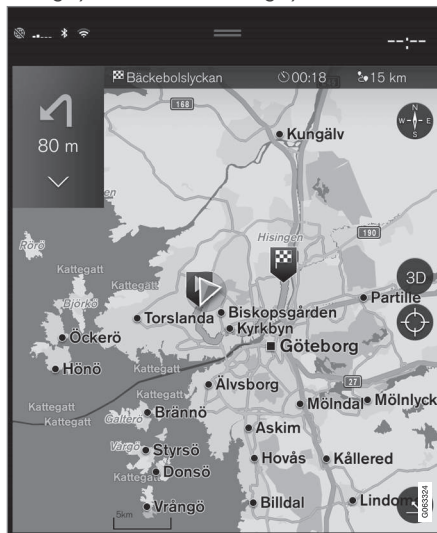 --:--
Bäckebolslyckan 00:18 15 km
80 m
168
Kungälv
N
W E
S
Rörö
Hisingen
190
Kattegatt
Kattegatt
3D
Björkö
Partille
Torslanda
Biskopsgården
Öckerö
Kyrkbyn
Göteborg
Hönö
Kattegatt
27
Älvsborg
Kattegatt
Mölndal
Mölnlyck
Kattegatt
Galterö
Brännö
Askim
Vargö
Styrsö
Hovås
Kållered
Donsö
Kattegatt
Vrångö
Billdal
Lindome
5km
G063324